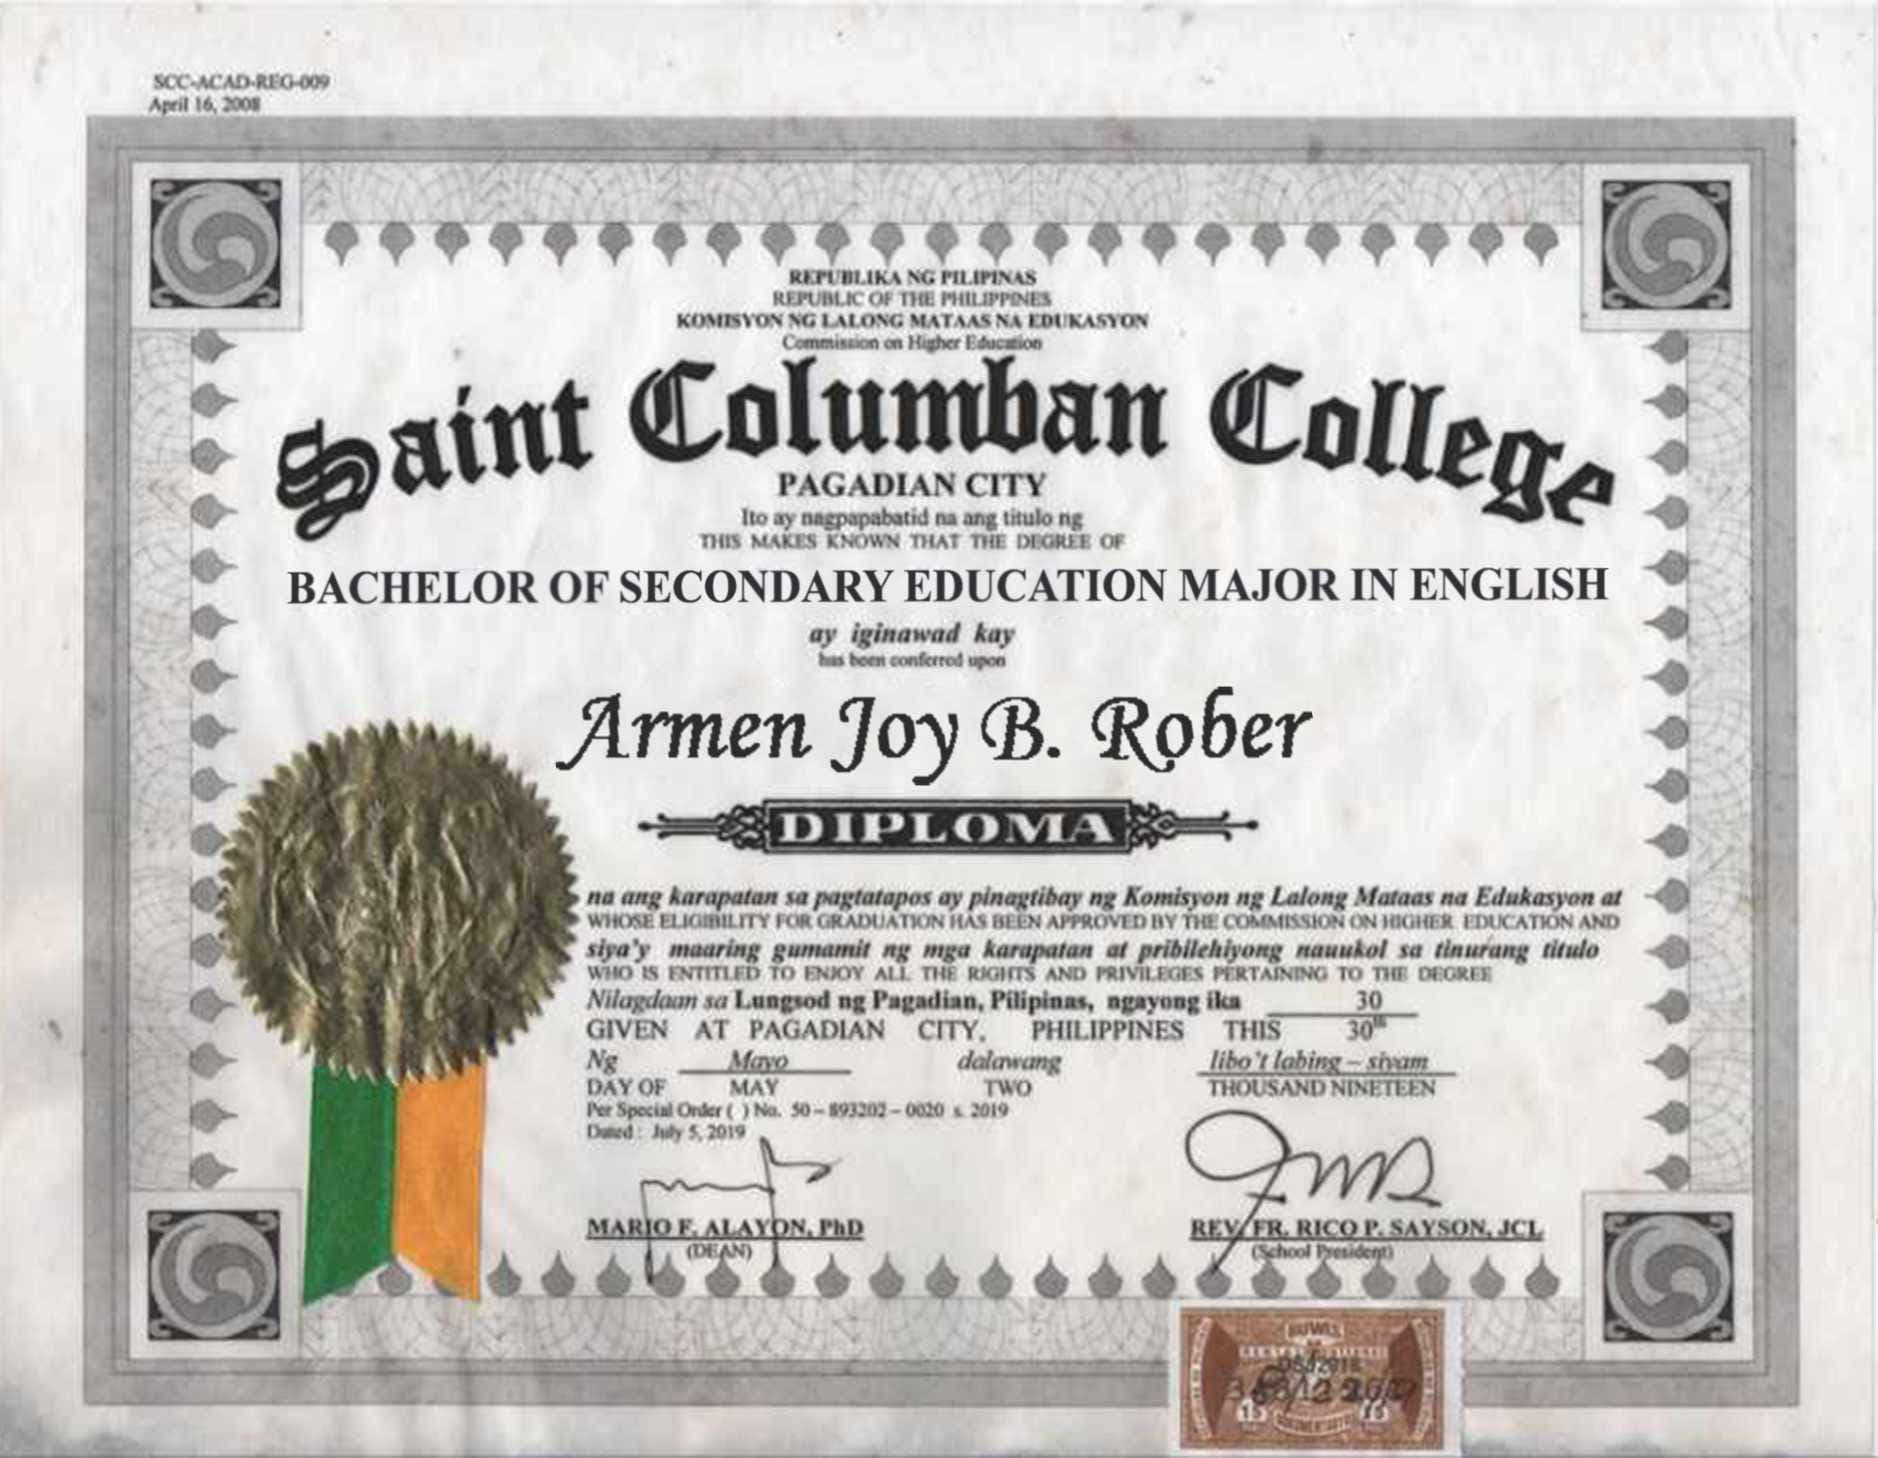 SCC-ACAD-REG-009
April 16, 2008
REPUBLIKA NG PILIPINAS
REPUBLIC OF THE PHILIPPINES
KOMISYON NG LALONG MATAAS NA EDUKASYON
Commission on Higher Education
Saint Columban College
PAGADIAN CITY
Ito ay nagpapabatid na ang titulo ng
THIS MAKES KNOWN THAT THE DEGREE OF
BACHELOR OF SECONDARY EDUCATION MAJOR IN ENGLISH
ay iginawad kay
has been conferred upon
Armen Joy B. Rober
DIPLOMA
na ang karapatan sa pagtatapos ay pinagtibay ng Komisyon ng Lalong Mataas na Edukasyon at
WHOSE ELIGIBILITY FOR GRADUATION HAS BEEN APPROVED BY THE COMMISSION ON HIGHER EDUCATION AND
siya'y maaring gumamit ng mga karapatan at pribilehiyong nauukol sa tinurang titulo
WHO IS ENTITLED TO ENJOY ALL THE RIGHTS AND PRIVILEGES PERTAINING TO THE DEGREE
Nilagdaan sa Lungsod ng Pagadian, Pilipinas, ngayong ika 30
GIVEN AT PAGADIAN CITY, PHILIPPINES THIS 30th
Ng Mayo dalawang libo't labing – siyam
DAY OF MAY TWO THOUSAND NINETEEN
Per Special Order ( ) No. 50 – 893202 – 0020 s. 2019
Dated : July 5, 2019
MARIO F. ALAYON, PhD
(DEAN)
REV. FR. RICO P. SAYSON, JCL
(School President)
BUWIS
15 15